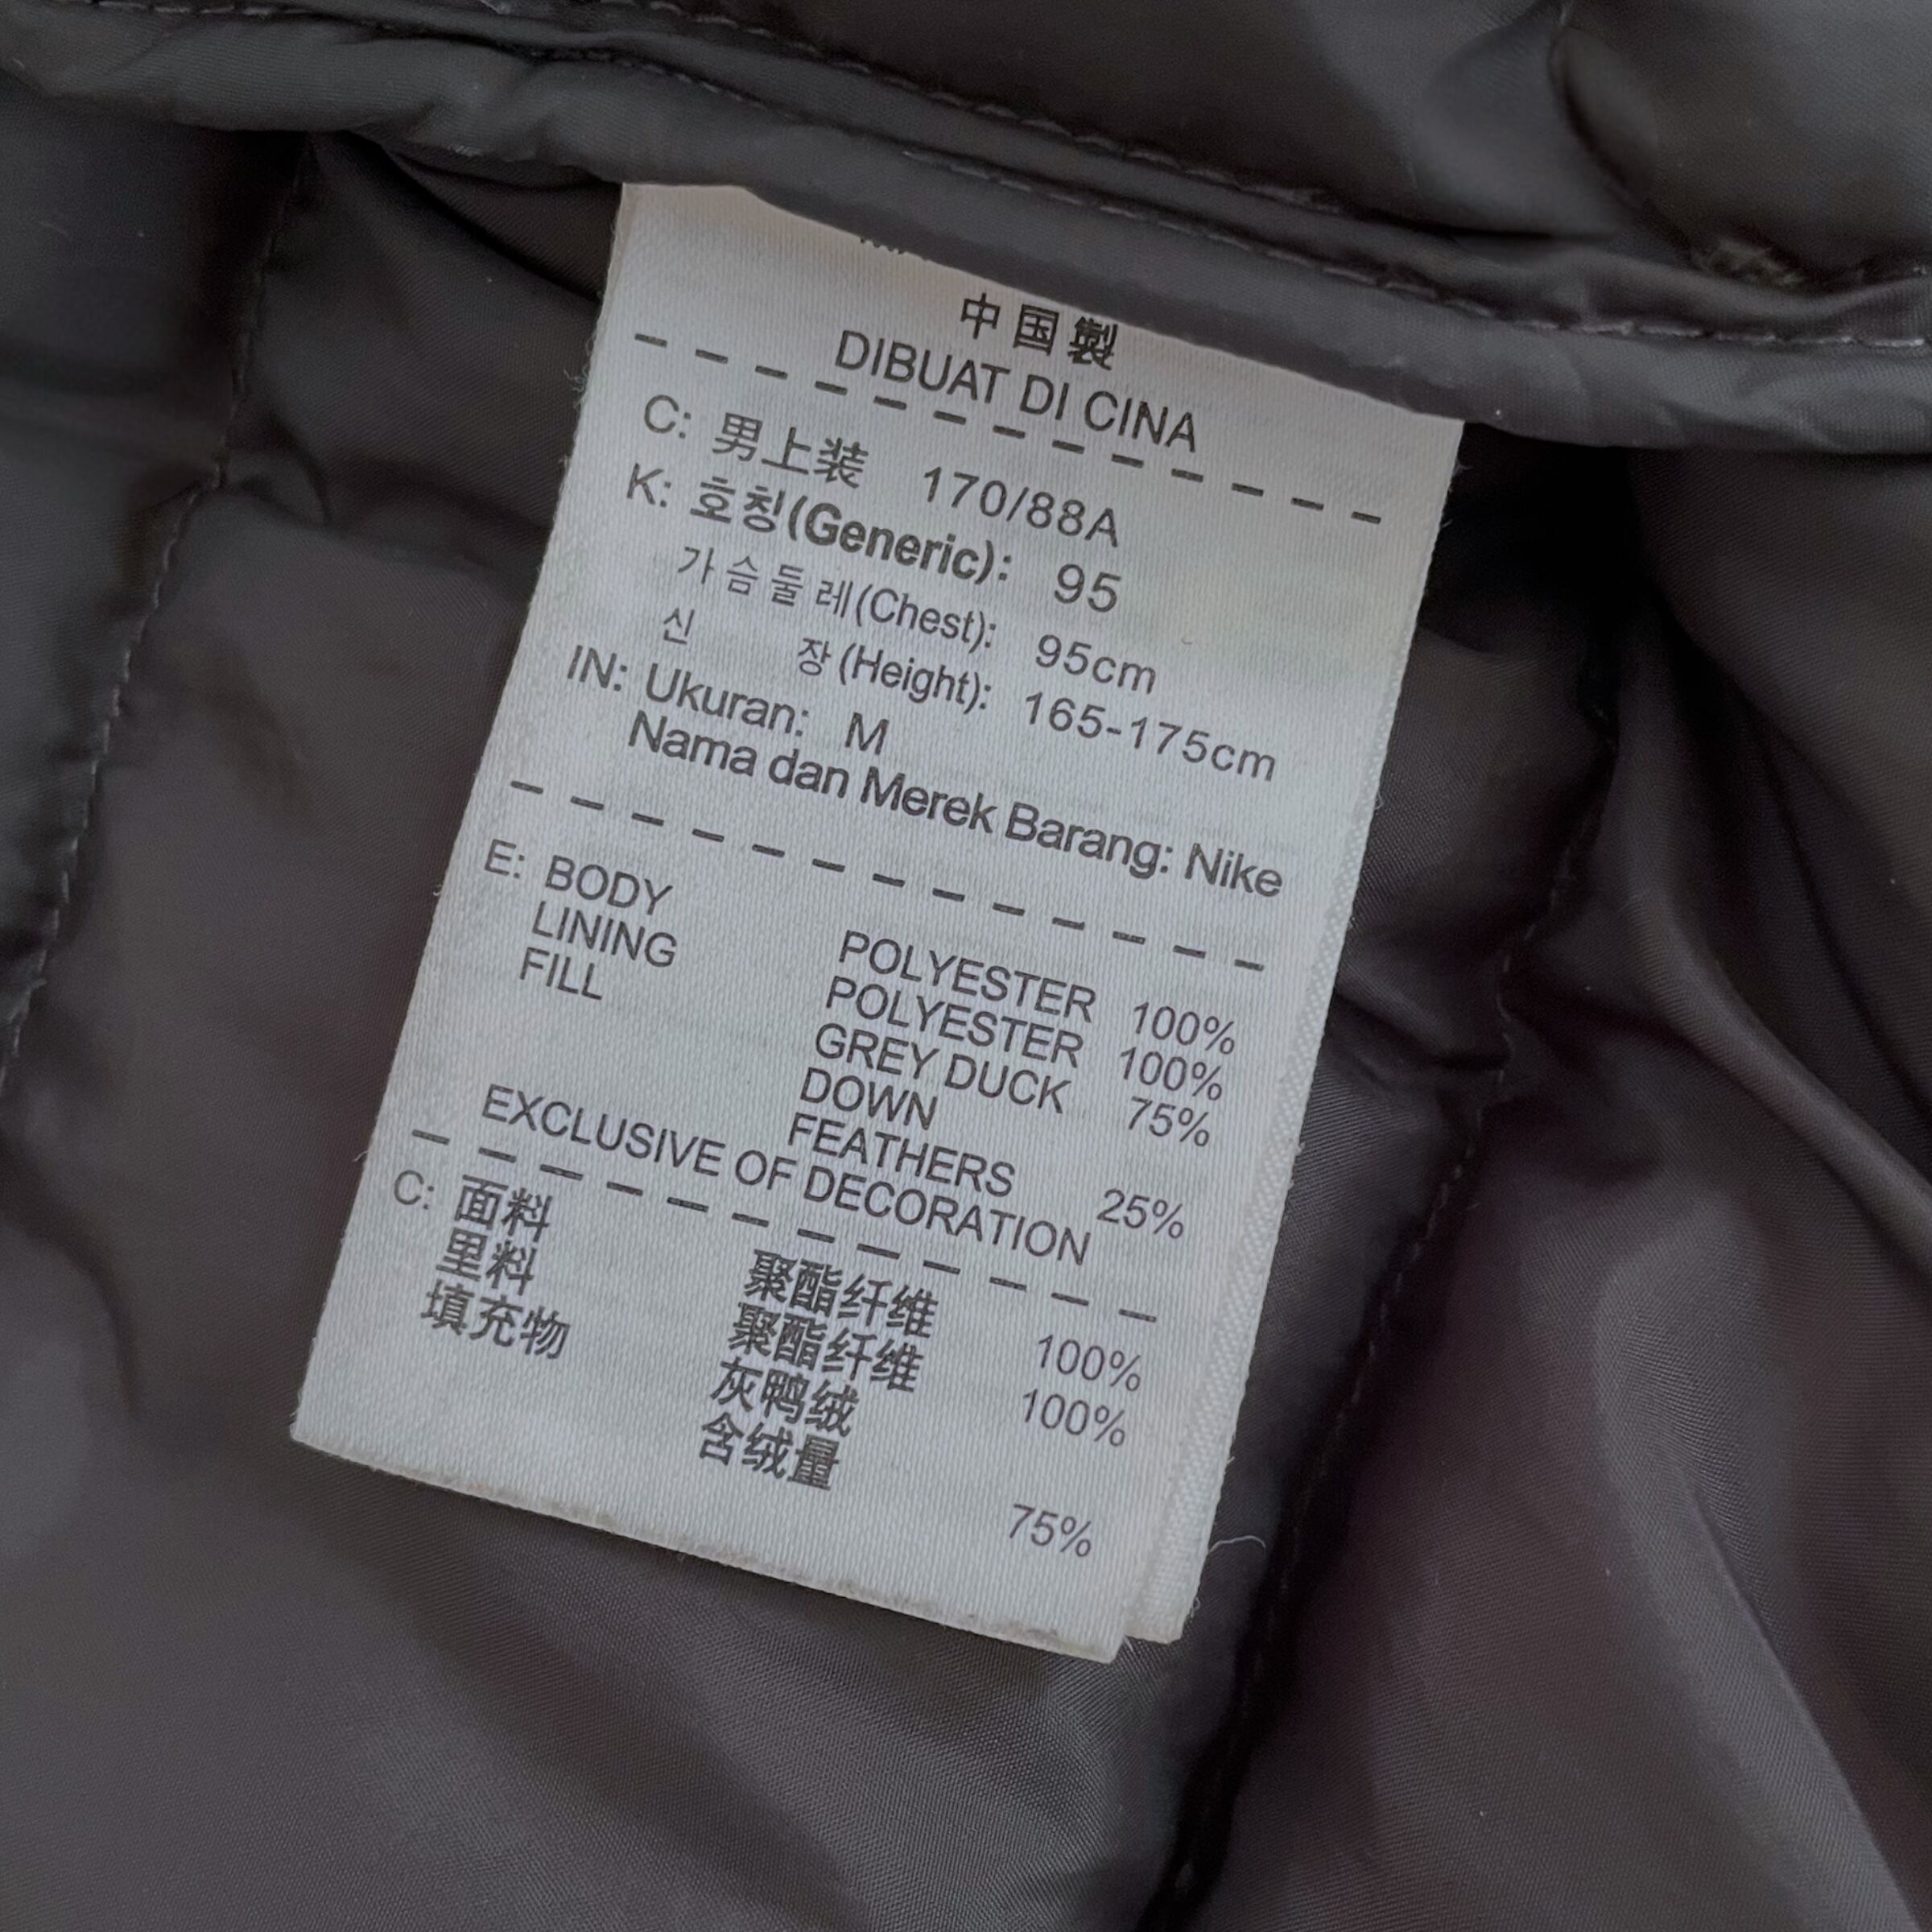 中国製
DIBUAT DI CINA
C: 男上装 170/88A
K: 호칭(Generic): 95
가슴둘레(Chest): 95cm
신 장(Height): 165-175cm
IN: Ukuran: M
Nama dan Merek Barang: Nike
E: BODY POLYESTER 100%
LINING POLYESTER 100%
FILL GREY DUCK 75%
DOWN
FEATHERS 25%
EXCLUSIVE OF DECORATION
C: 面料 聚酯纤维 100%
里料 聚酯纤维 100%
填充物 灰鸭绒
含绒量 75%